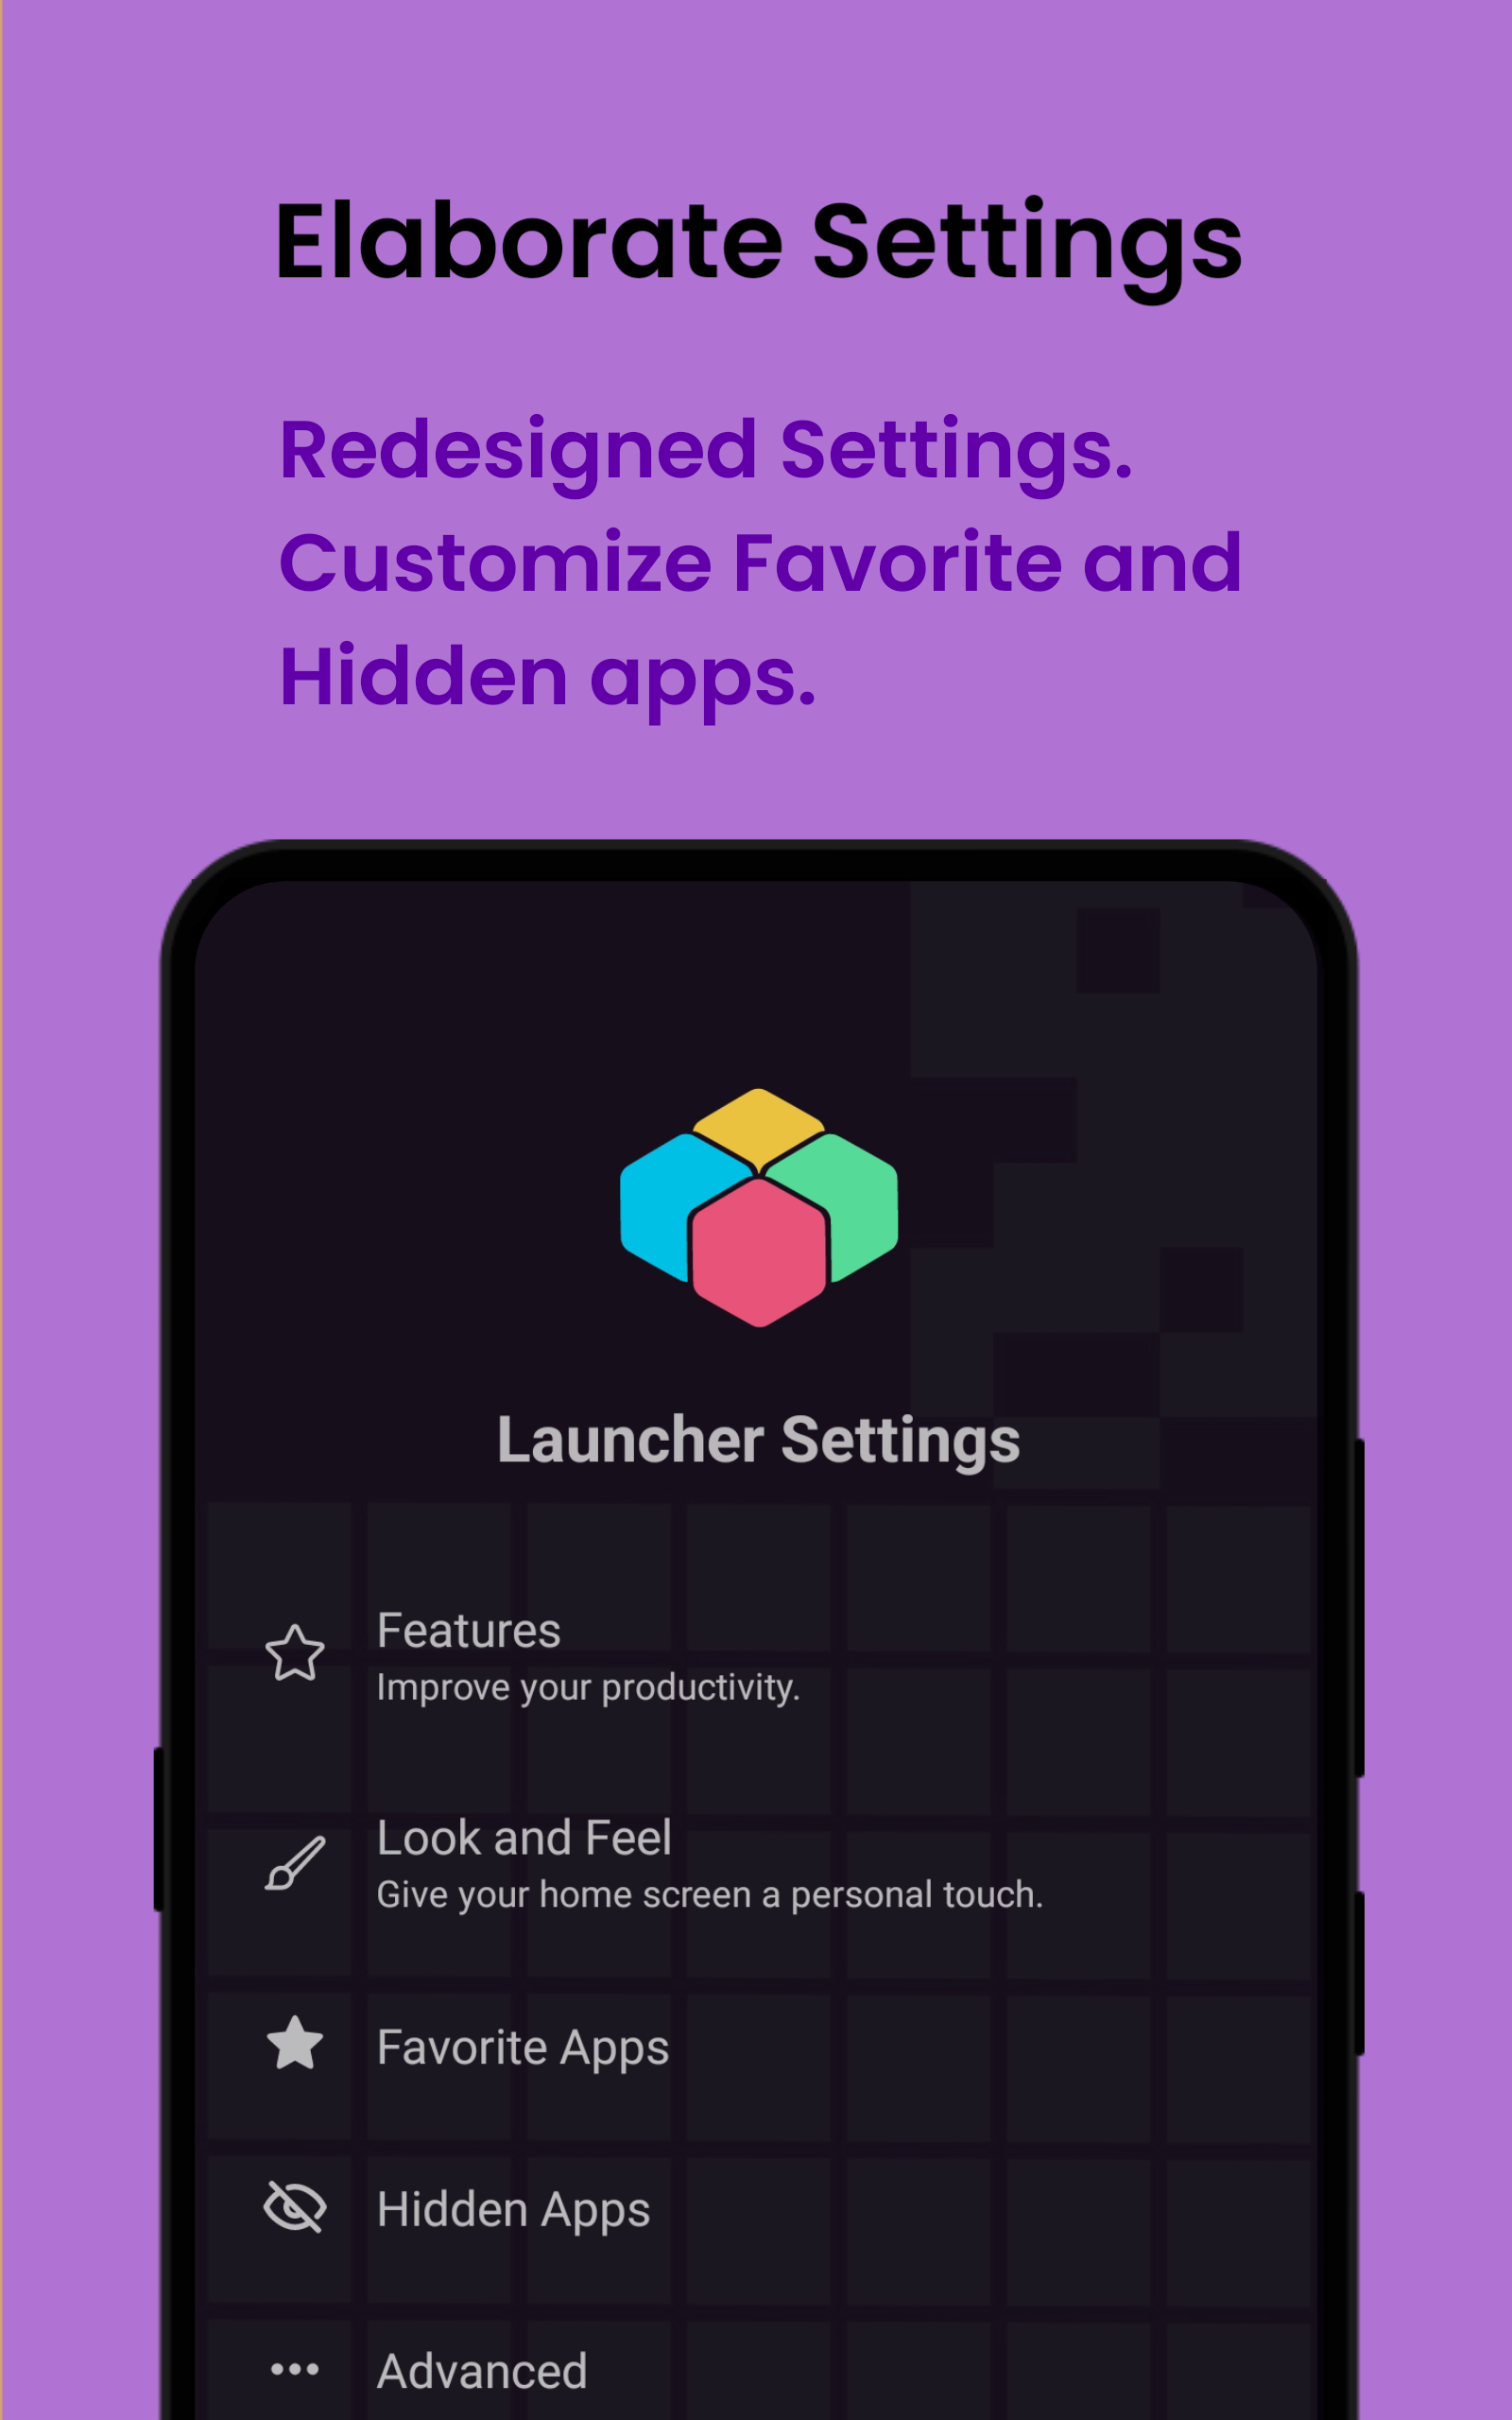 Elaborate Settings
Redesigned Settings.
Customize Favorite and
Hidden apps.
Launcher Settings
Features
Improve your productivity.
Look and Feel
Give your home screen a personal touch.
Favorite Apps
Hidden Apps
Advanced